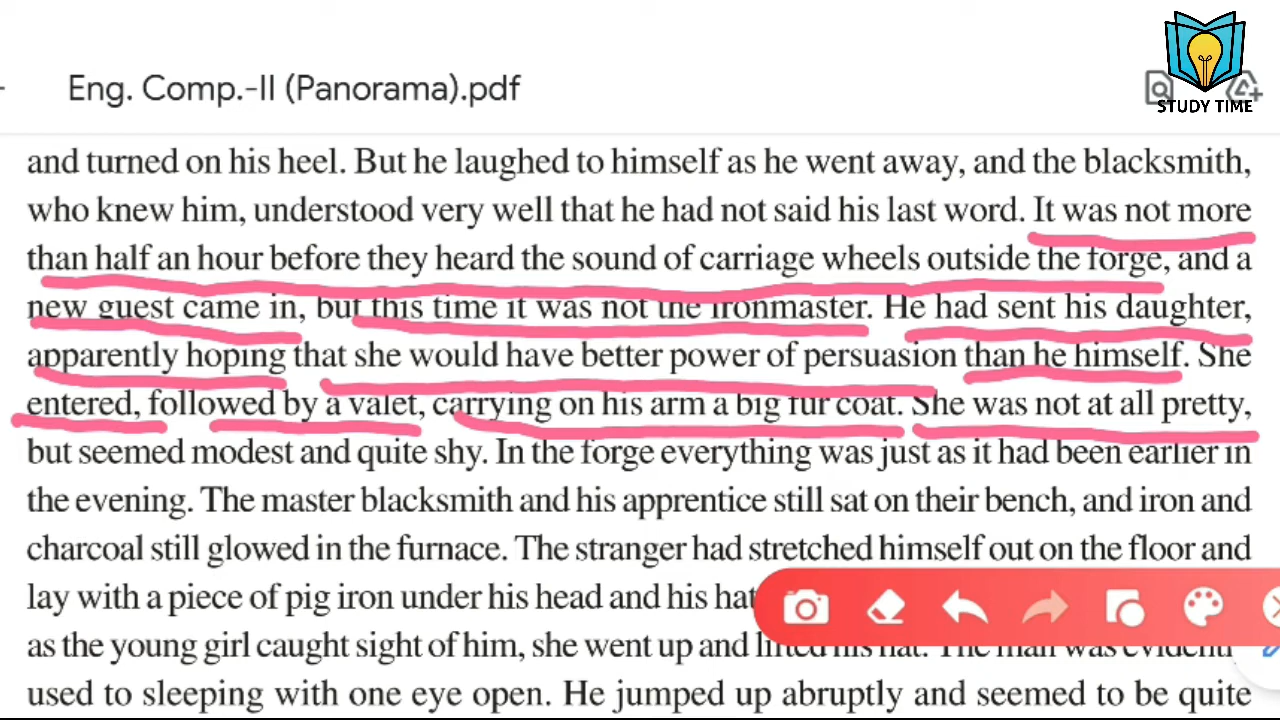 Eng. Comp.-II (Panorama).pdf
STUDY TIME
and turned on his heel. But he laughed to himself as he went away, and the blacksmith,
who knew him, understood very well that he had not said his last word. It was not more
than half an hour before they heard the sound of carriage wheels outside the forge, and a
new guest came in, but this time it was not the ironmaster. He had sent his daughter,
apparently hoping that she would have better power of persuasion than he himself. She
entered, followed by a valet, carrying on his arm a big fur coat. She was not at all pretty,
but seemed modest and quite shy. In the forge everything was just as it had been earlier in
the evening. The master blacksmith and his apprentice still sat on their bench, and iron and
charcoal still glowed in the furnace. The stranger had stretched himself out on the floor and
lay with a piece of pig iron under his head and his hat
as the young girl caught sight of him, she went up and lifted his hat. The man was
used to sleeping with one eye open. He jumped up abruptly and seemed to be quite